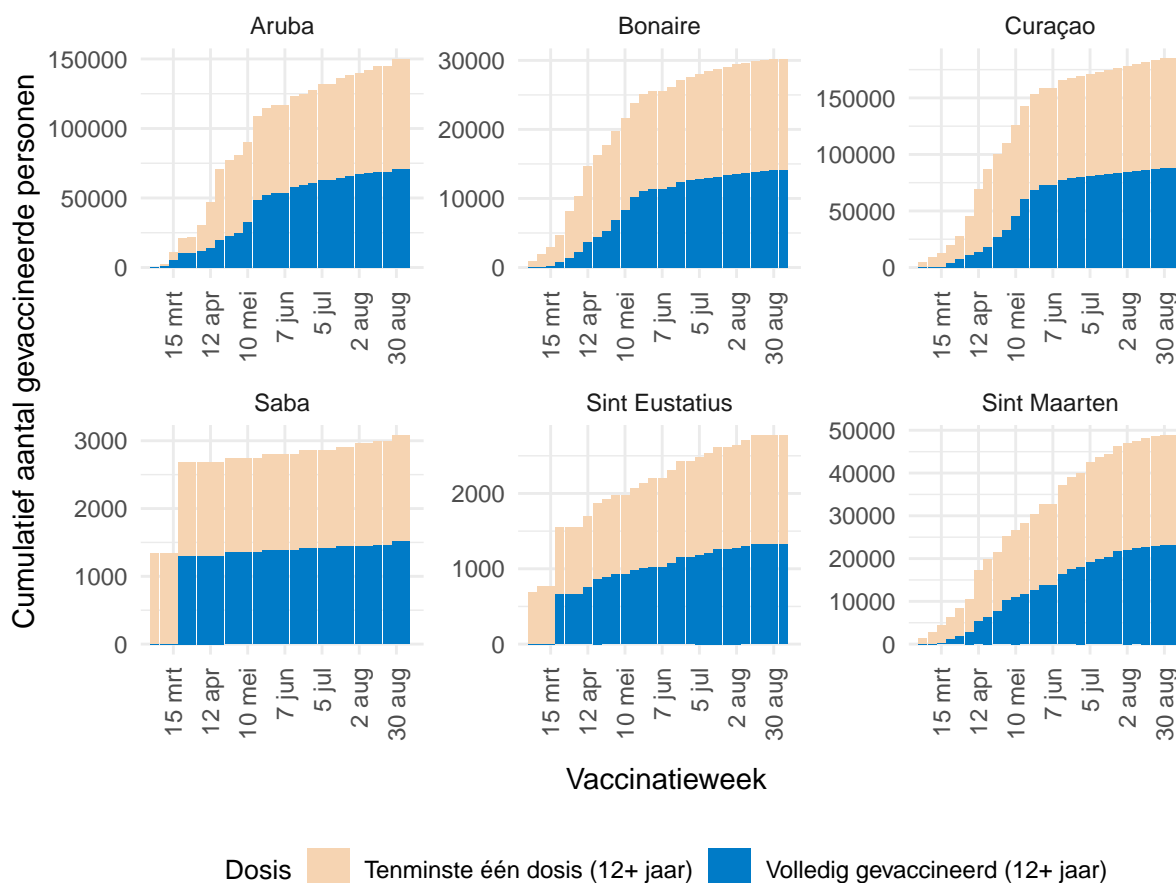 Cumulatief aantal gevaccineerde personen
Aruba
150000
100000
50000
0
15 mrt
12 apr
10 mei
7 jun
5 jul
2 aug
30 aug
Bonaire
30000
20000
10000
0
15 mrt
12 apr
10 mei
7 jun
5 jul
2 aug
30 aug
Curaçao
150000
100000
50000
0
15 mrt
12 apr
10 mei
7 jun
5 jul
2 aug
30 aug
Saba
3000
2000
1000
0
15 mrt
12 apr
10 mei
7 jun
5 jul
2 aug
30 aug
Sint Eustatius
2000
1000
0
15 mrt
12 apr
10 mei
7 jun
5 jul
2 aug
30 aug
Sint Maarten
50000
40000
30000
20000
10000
0
15 mrt
12 apr
10 mei
7 jun
5 jul
2 aug
30 aug
Vaccinatieweek
Dosis Tenminste één dosis (12+ jaar) Volledig gevaccineerd (12+ jaar)